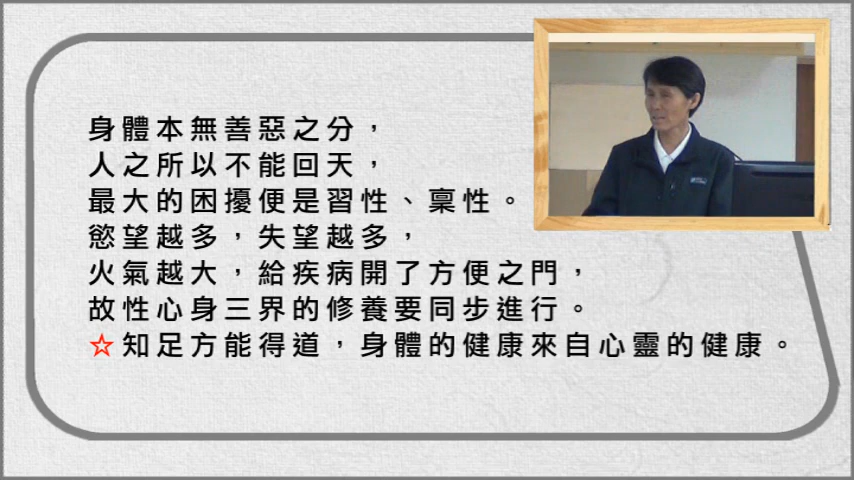 身體本無善惡之分，
人之所以不能回天，
最大的困擾便是習性、稟性。
慾望越多，失望越多，
火氣越大，給疾病開了方便之門，
故性心身三界的修養要同步進行。
☆知足方能得道，身體的健康來自心靈的健康。